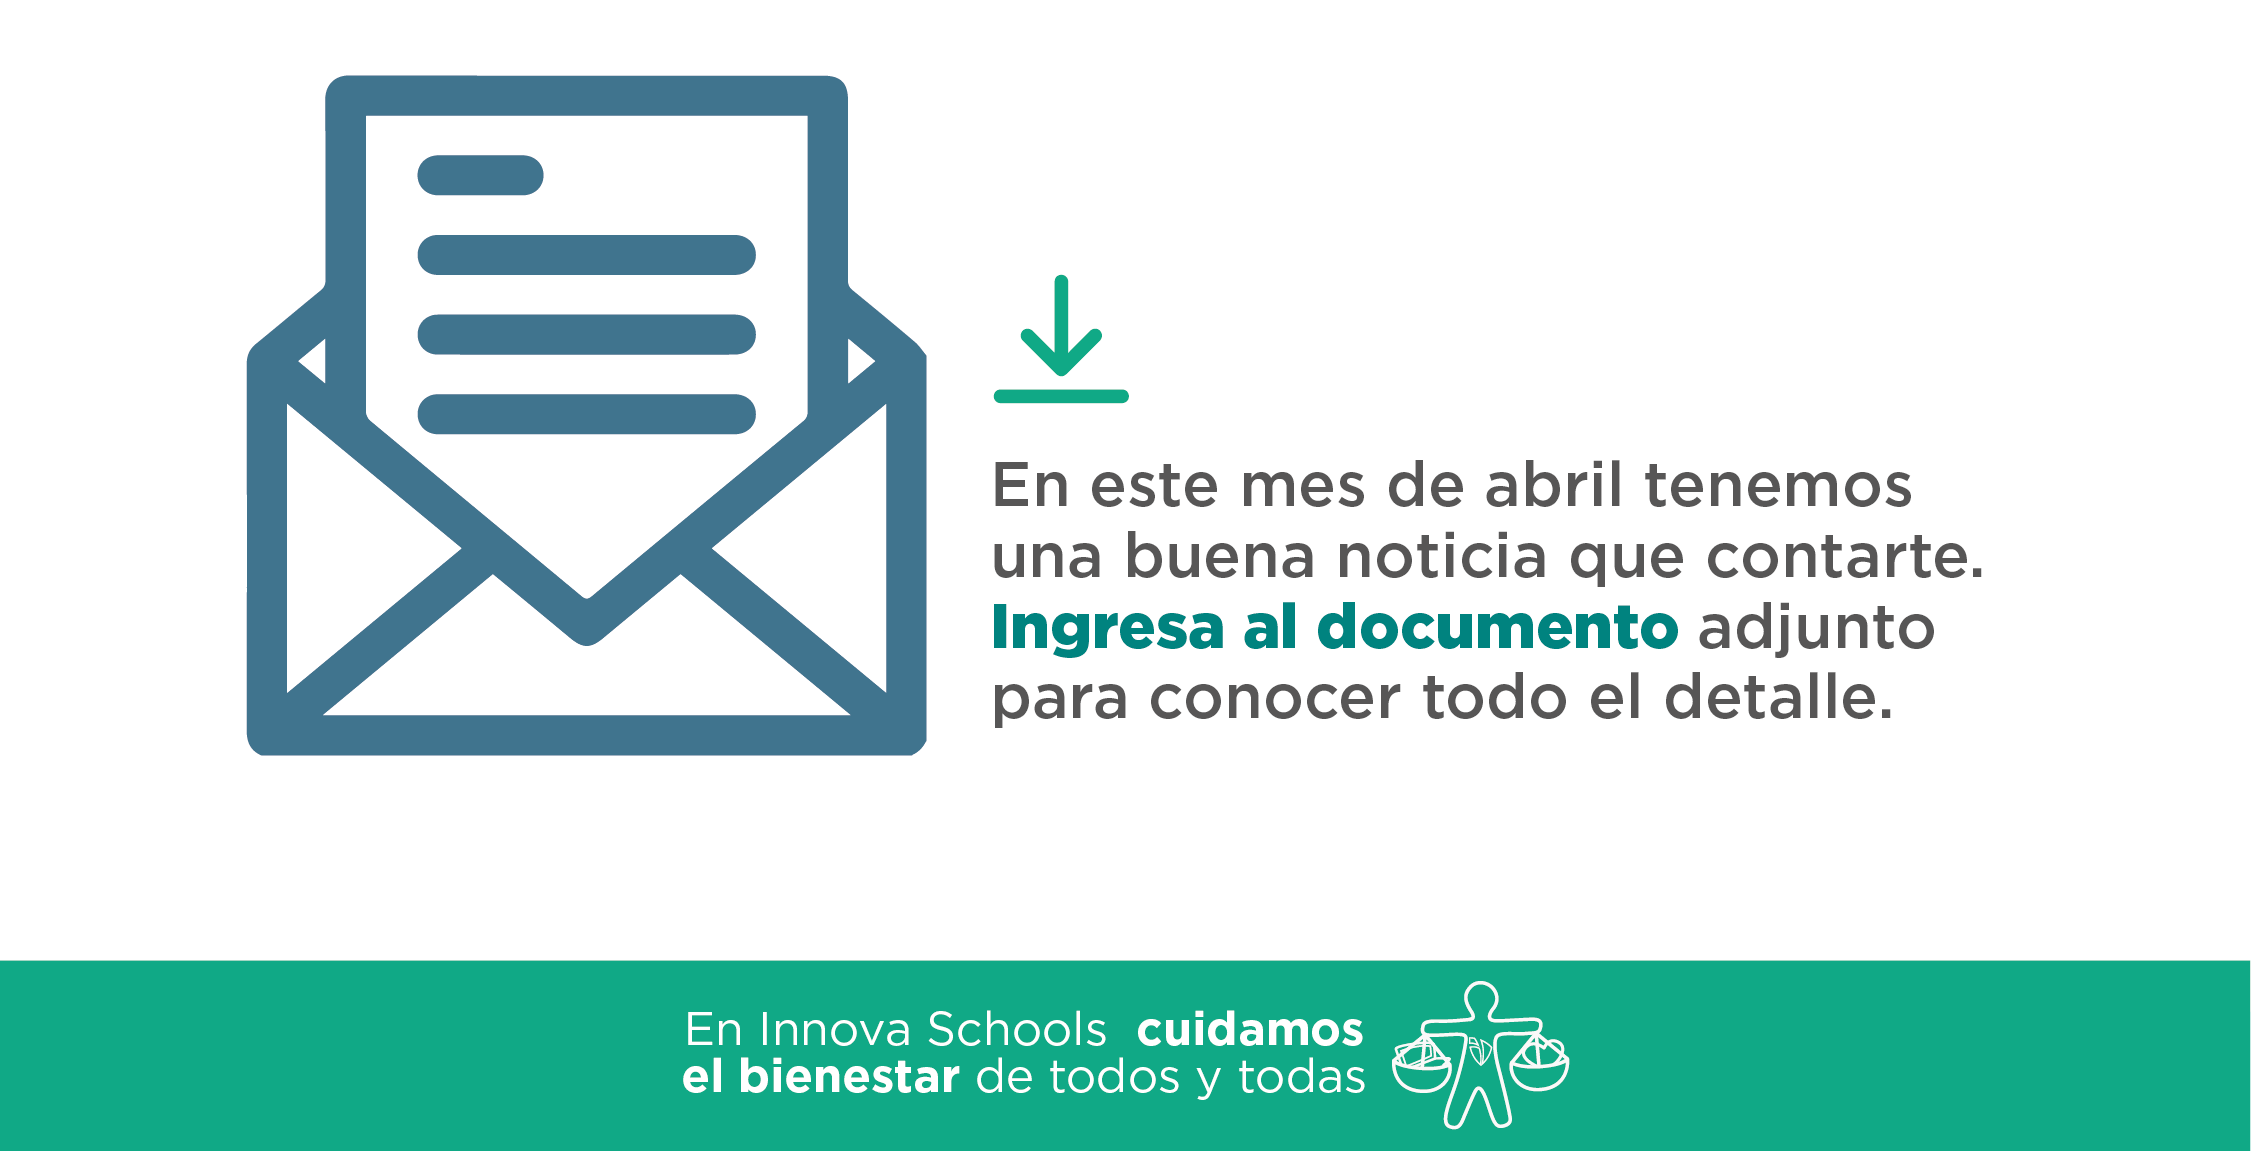 En este mes de abril tenemos
una buena noticia que contarte.
Ingresa al documento adjunto
para conocer todo el detalle.
En Innova Schools cuidamos
el bienestar de todos y todas